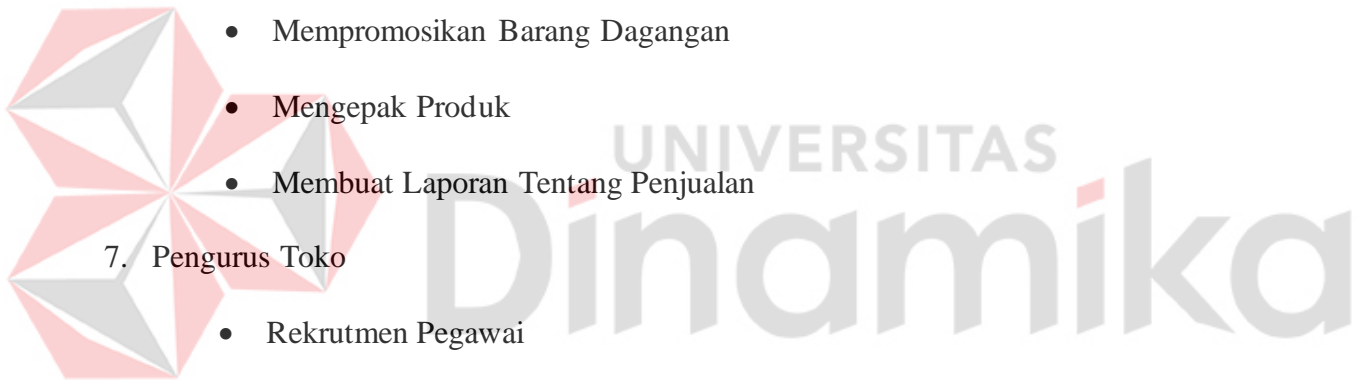 • Mempromosikan Barang Dagangan
• Mengepak Produk
UNIVERSITAS
Dinamika
• Membuat Laporan Tentang Penjualan
7. Pengurus Toko
• Rekrutmen Pegawai